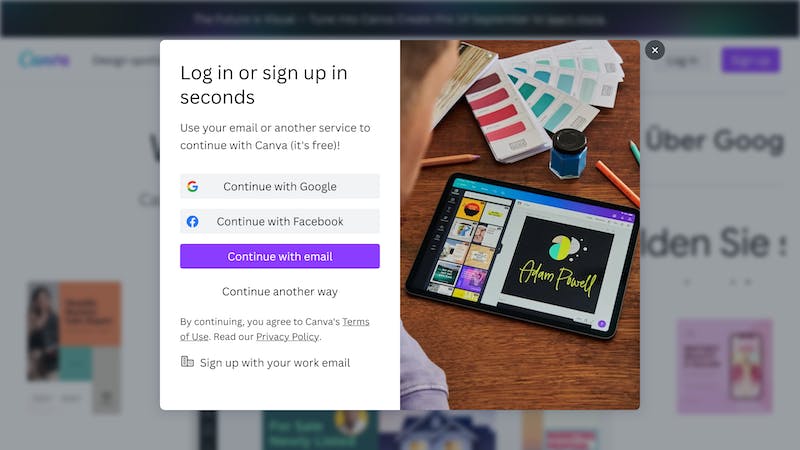 The Future is Visual — Tune into Canva Create this 14 September to learn more.
Canva
Design spotl
Log in
Sign up
Log in or sign up in
seconds
Use your email or another service to
continue with Canva (it's free)!
Continue with Google
Continue with Facebook
Continue with email
Continue another way
By continuing, you agree to Canva's Terms
of Use. Read our Privacy Policy.
Sign up with your work email
Adam Powell
Über Goog
lden Sie s
For Sale
Newly Listed